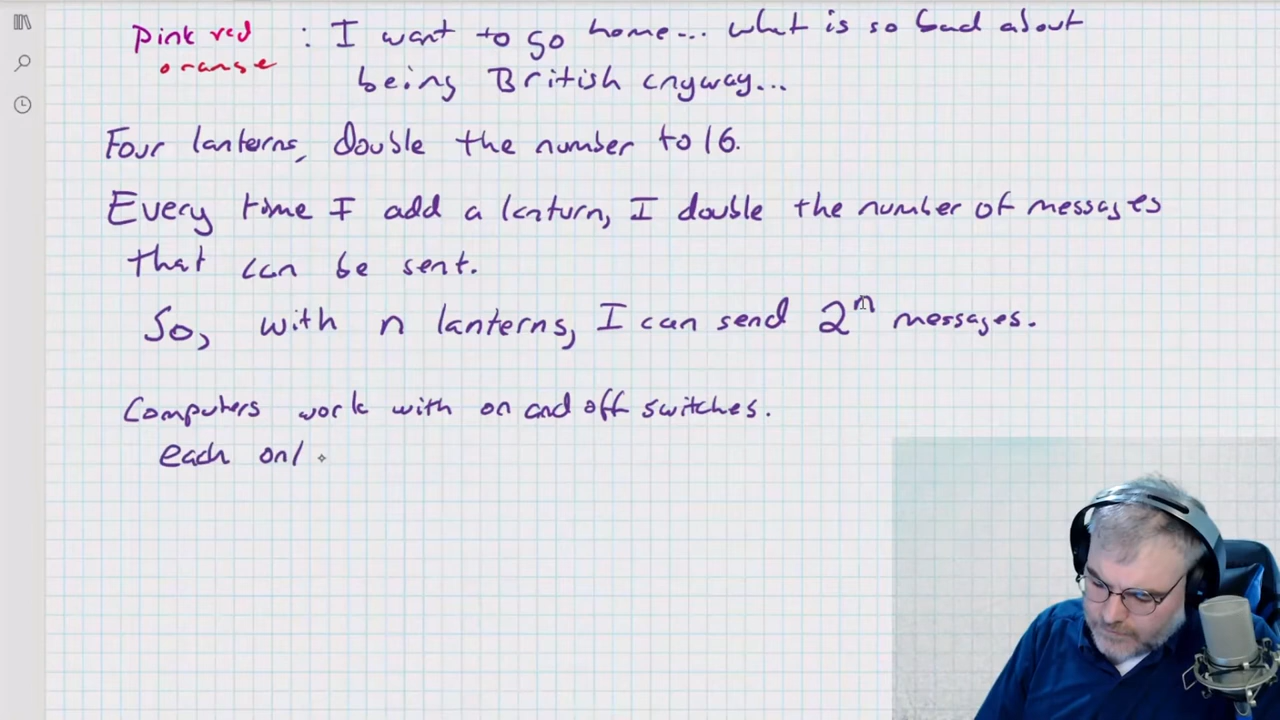 Pink red : I want to go home... what is so bad about
orange being British anyway...
Four lanterns, double the number to 16.
Every time I add a lanturn, I double the number of messages
that can be sent.
So, with n lanterns, I can send 2ⁿ messages.
Computers work with on and off switches.
each on/